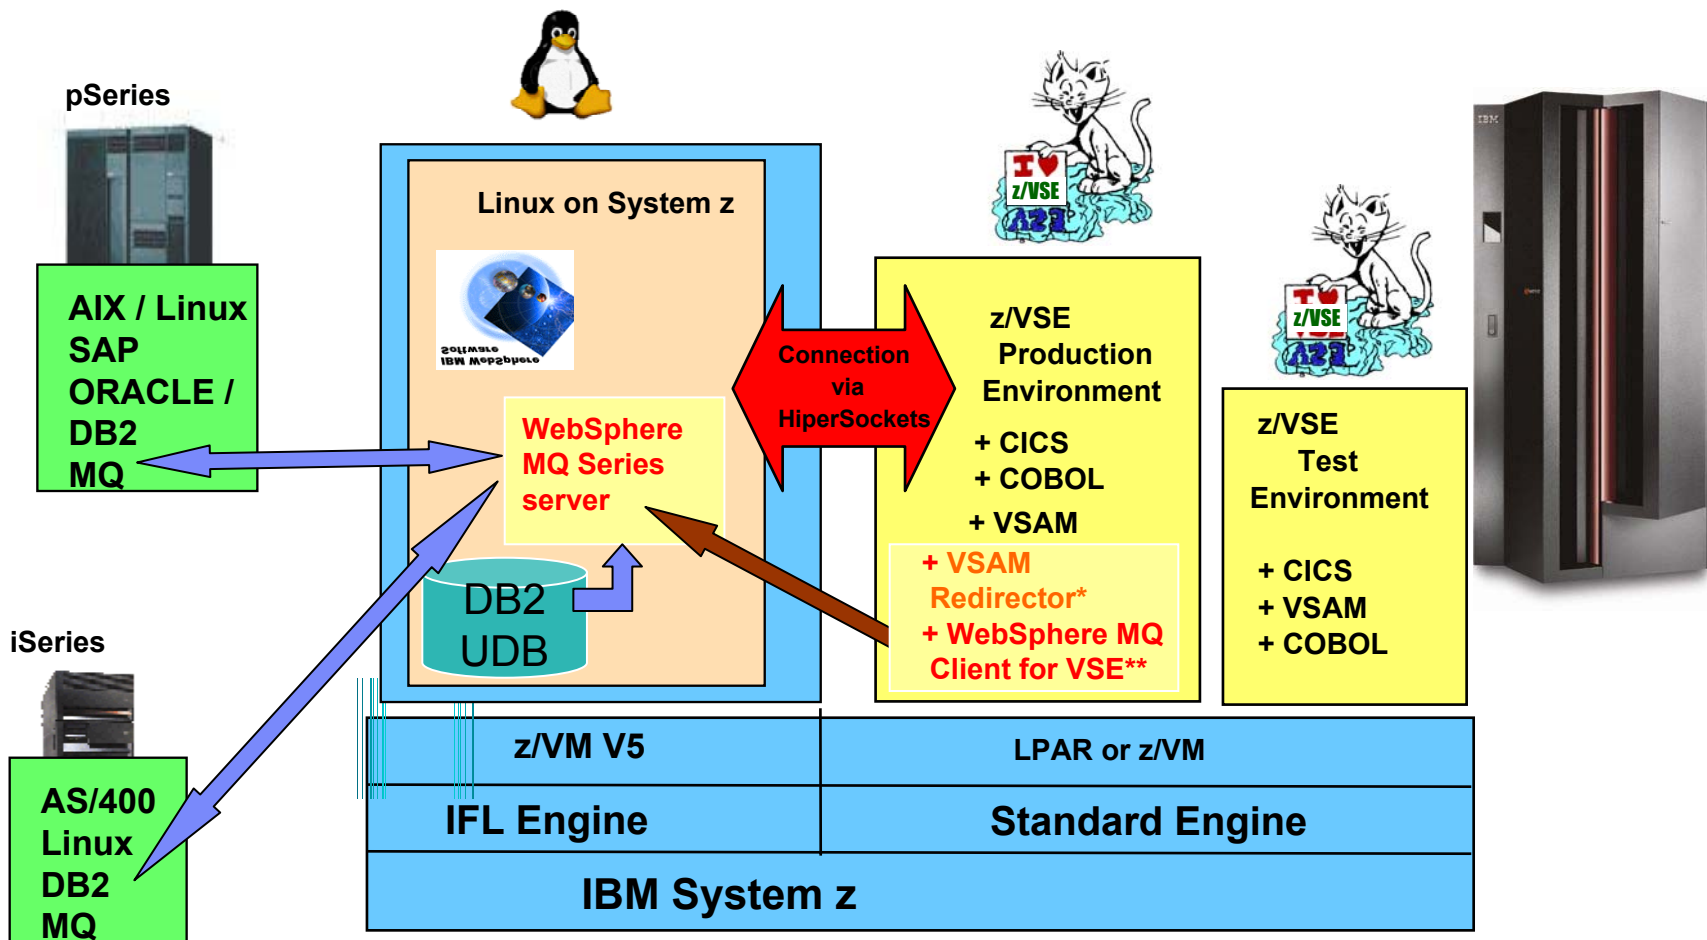 pSeries
AIX / Linux
SAP
ORACLE /
DB2
MQ
iSeries
AS/400
Linux
DB2
MQ
Linux on System z
Software
IBM WebSphere
WebSphere
MQ Series
server
DB2
UDB
Connection
via
HiperSockets
I
z/VSE
z/VSE
Production
Environment
+ CICS
+ COBOL
+ VSAM
+ VSAM
Redirector*
+ WebSphere MQ
Client for VSE**
I
z/VSE
z/VSE
Test
Environment
+ CICS
+ VSAM
+ COBOL
IBM
z/VM V5
LPAR or z/VM
IFL Engine
Standard Engine
IBM System z